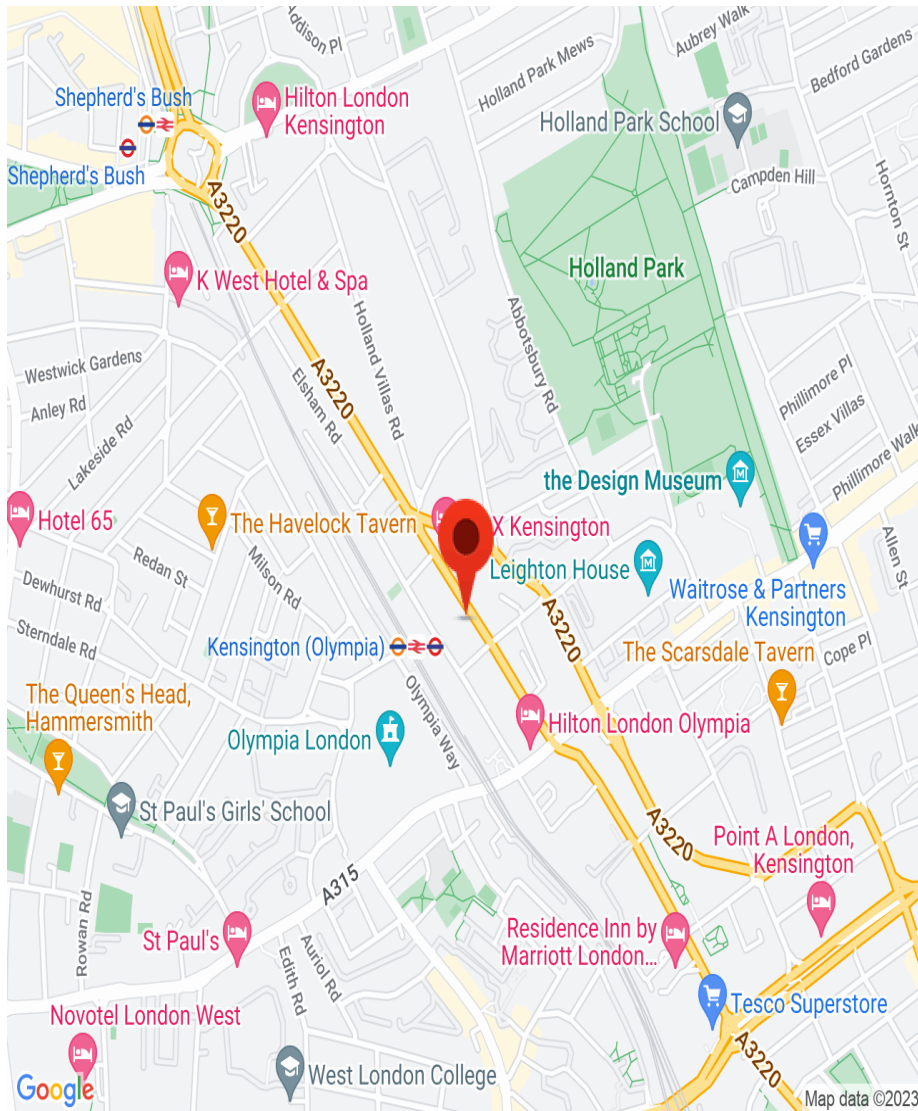 Addison Pl
Aubrey Walk
Holland Park Mews
Bedford Gardens
Shepherd's Bush
Hilton London
Kensington
Holland Park School
Shepherd's Bush
Campden Hill
Hornton St
A3220
Holland Park
K West Hotel & Spa
Abbotsbury Rd
Holland Villas Rd
Westwick Gardens
A3220
Elsham Rd
Phillimore Pl
Anley Rd
Essex Villas
Lakeside Rd
Phillimore Walk
the Design Museum
Hotel 65
The Havelock Tavern
X Kensington
Allen St
Redan St
Milson Rd
Leighton House
Waitrose & Partners
Kensington
Dewhurst Rd
A3220
Sterndale Rd
Kensington (Olympia)
The Scarsdale Tavern
Cope Pl
The Queen's Head,
Hammersmith
Olympia Way
Hilton London Olympia
Olympia London
St Paul's Girls' School
A3220
Point A London,
Kensington
A315
Rowan Rd
St Paul's
Edith Rd
Auriol Rd
Residence Inn by
Marriott London...
Tesco Superstore
Novotel London West
A3220
West London College
Google
Map data ©2023